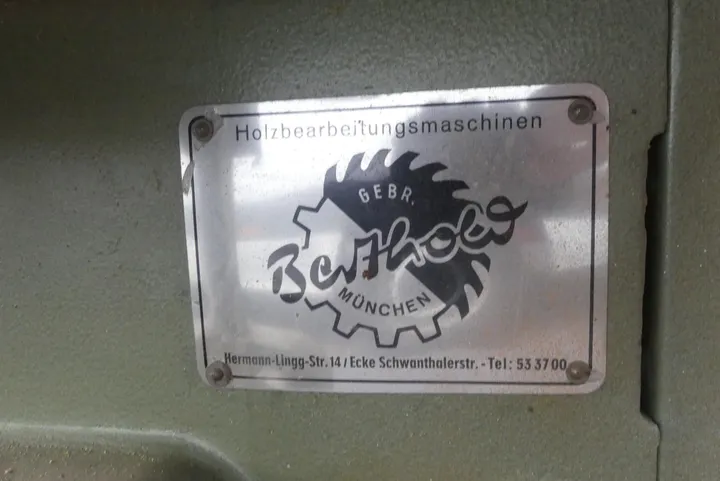 Holzbearbeitungsmaschinen
GEBR.
Berthold
MÜNCHEN
Hermann-Lingg-Str. 14 / Ecke Schwanthalerstr. - Tel: 53 37 00